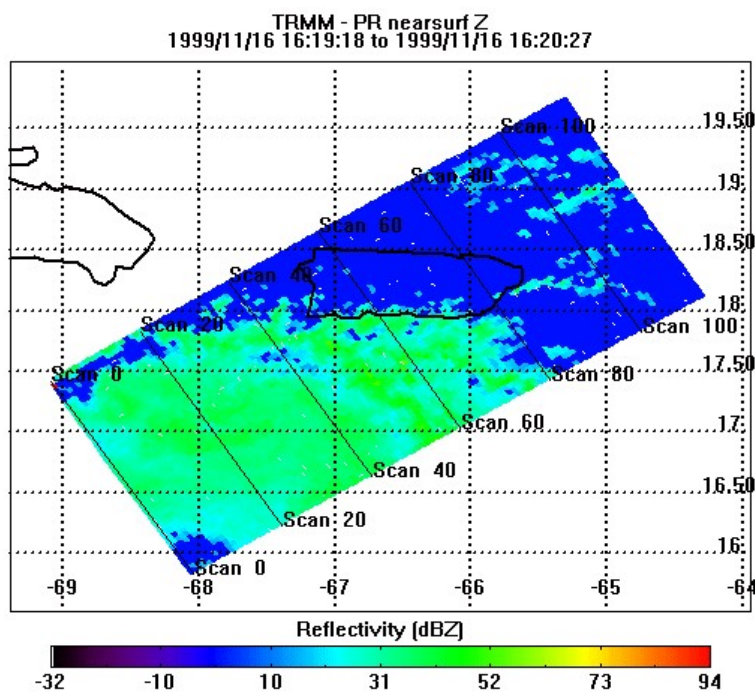 TRMM - PR nearsurf Z
1999/11/16 16:19:18 to 1999/11/16 16:20:27
Scan 100
19.50
Scan 80
19
Scan 60
18.50
Scan 40
18
Scan 20
Scan 100
Scan 0
17.50
Scan 80
Scan 60
17
Scan 40
16.50
Scan 20
16
Scan 0
-69 -68 -67 -66 -65 -64
Reflectivity (dBZ)
-32 -10 10 31 52 73 94